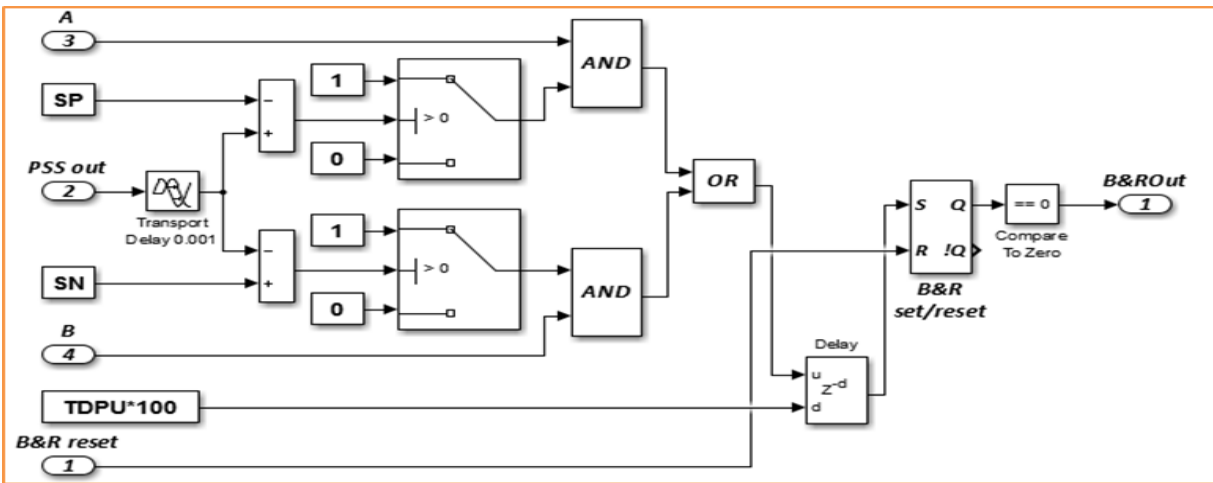 A
3
SP
−
+
1
> 0
0
AND
PSS out
2
Transport
Delay 0.001
OR
SN
−
+
1
> 0
0
AND
B
4
S Q
R !Q
B&R
set/reset
== 0
Compare
To Zero
B&ROut
1
Delay
u
z-d
d
TDPU*100
B&R reset
1